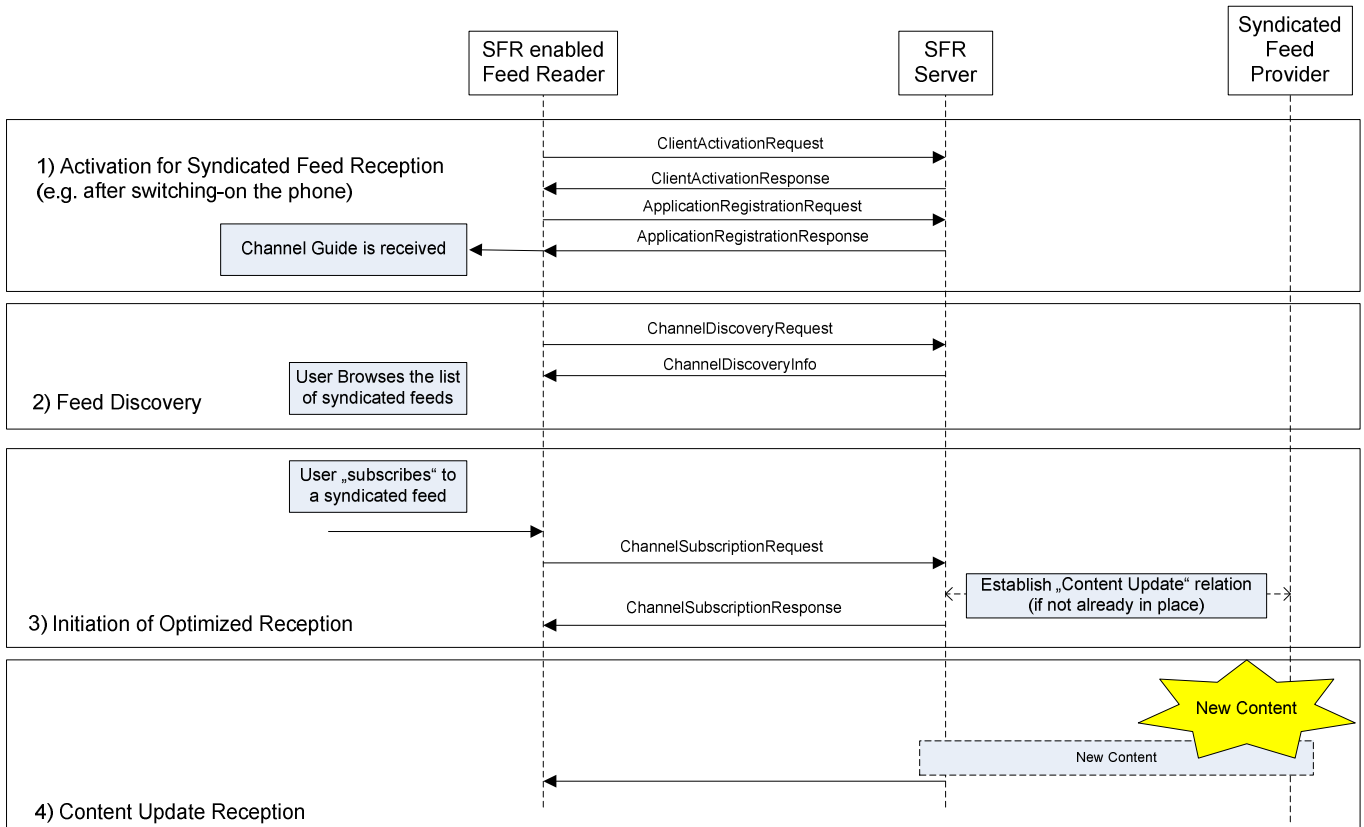 SFR enabled
Feed Reader
SFR
Server
Syndicated
Feed
Provider
1) Activation for Syndicated Feed Reception
(e.g. after switching-on the phone)
ClientActivationRequest
ClientActivationResponse
ApplicationRegistrationRequest
ApplicationRegistrationResponse
Channel Guide is received
ChannelDiscoveryRequest
ChannelDiscoveryInfo
User Browses the list
of syndicated feeds
2) Feed Discovery
User „subscribes“ to
a syndicated feed
ChannelSubscriptionRequest
Establish „Content Update“ relation
(if not already in place)
ChannelSubscriptionResponse
3) Initiation of Optimized Reception
New Content
New Content
4) Content Update Reception